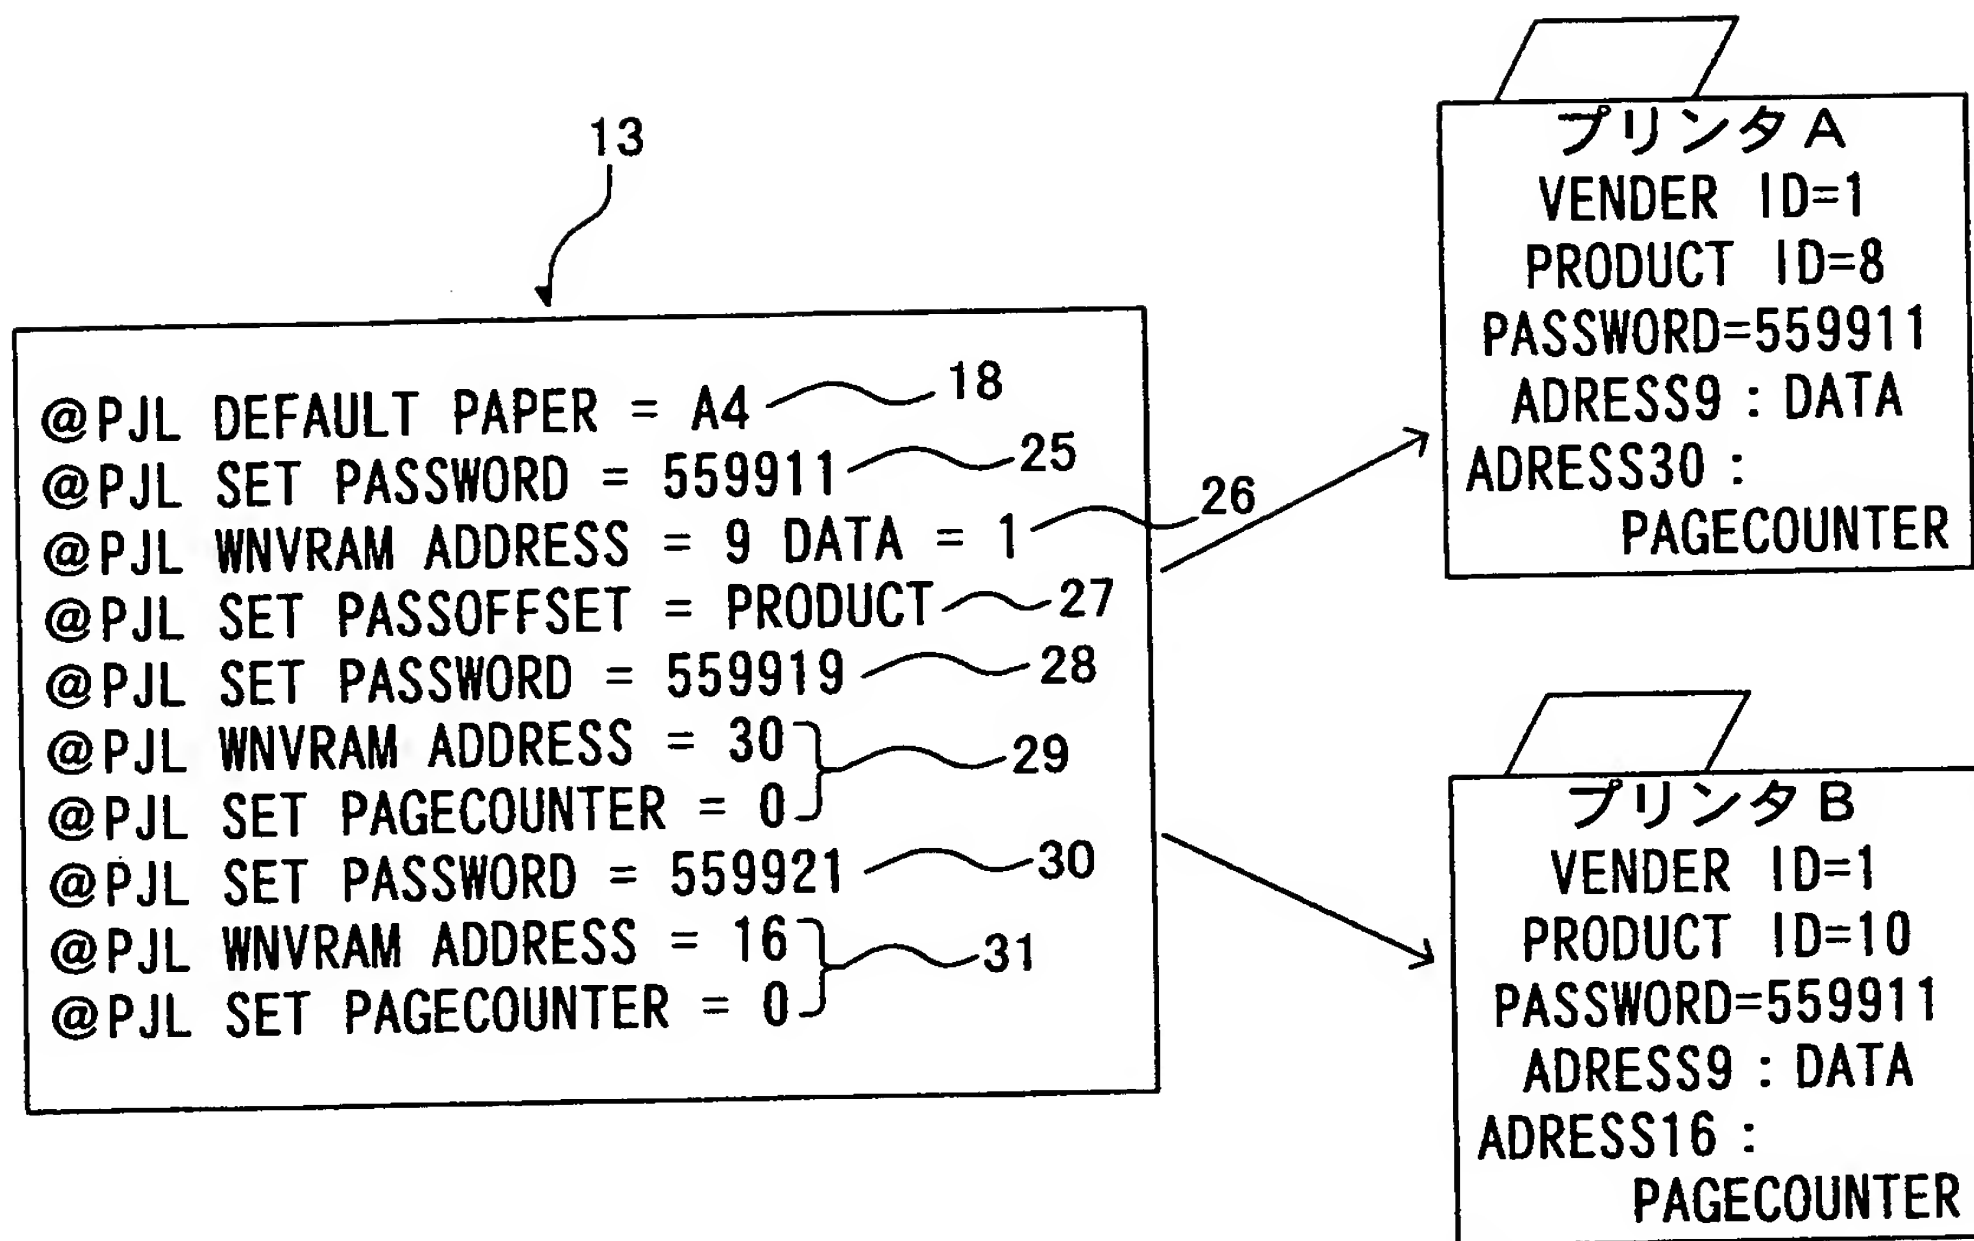 13
@PJL DEFAULT PAPER = A4 18
@PJL SET PASSWORD = 559911 25
@PJL WNVRAM ADDRESS = 9 DATA = 1 26
@PJL SET PASSOFFSET = PRODUCT 27
@PJL SET PASSWORD = 559919 28
@PJL WNVRAM ADDRESS = 30
@PJL SET PAGECOUNTER = 0
29
@PJL SET PASSWORD = 559921 30
@PJL WNVRAM ADDRESS = 16
@PJL SET PAGECOUNTER = 0
31
プリンタA
VENDER ID=1
PRODUCT ID=8
PASSWORD=559911
ADRESS9 : DATA
ADRESS30 :
PAGECOUNTER
プリンタB
VENDER ID=1
PRODUCT ID=10
PASSWORD=559911
ADRESS9 : DATA
ADRESS16 :
PAGECOUNTER